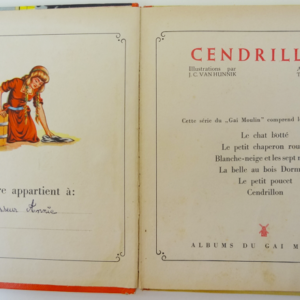 re appartient à:
CENDRILL
Illustrations par
J. C. VAN HUNNIK
A
T
Cette série du „Gai Moulin" comprend l
Le chat botté
Le petit chaperon rou
Blanche-neige et les sept n
La belle au bois Dorm
Le petit poucet
Cendrillon
ALBUMS DU GAI M